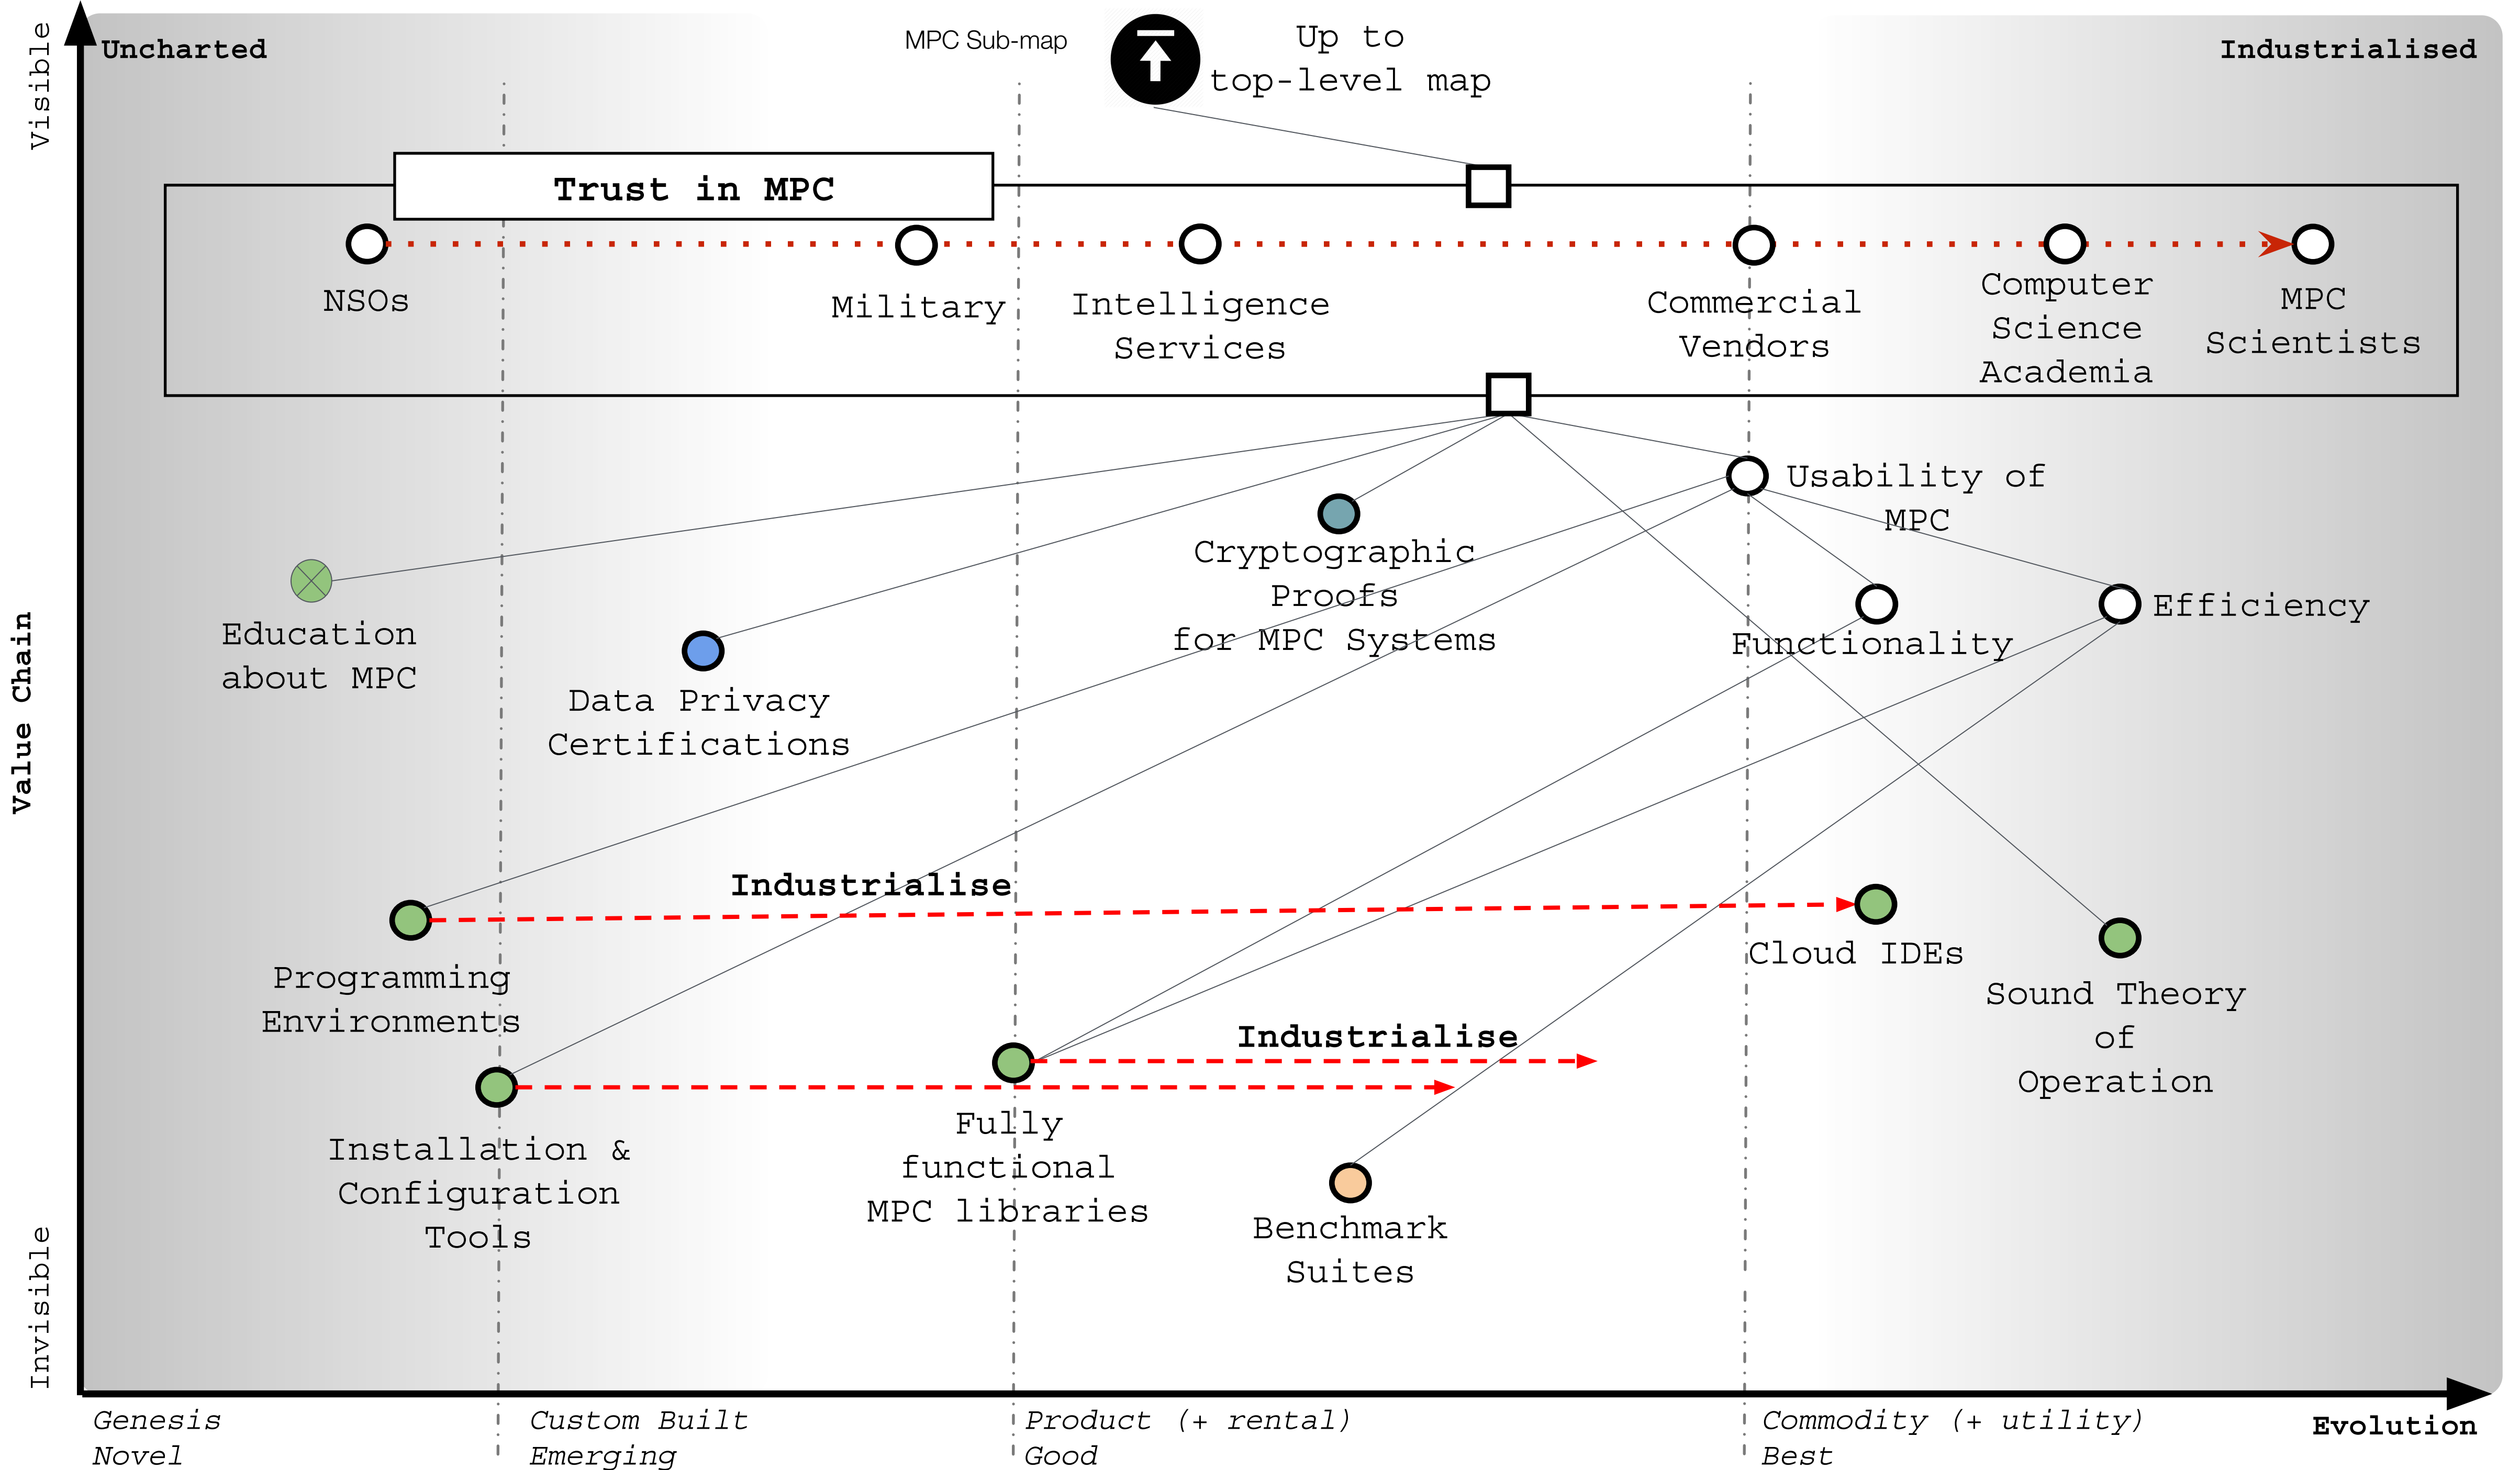 Visible
Uncharted
MPC Sub-map
Up to
top-level map
Industrialised
Trust in MPC
NSOs
Military
Intelligence
Services
Commercial
Vendors
Computer
Science
Academia
MPC
Scientists
Usability of
MPC
Cryptographic
Proofs
for MPC Systems
Education
about MPC
Data Privacy
Certifications
Functionality
Efficiency
Value Chain
Industrialise
Programming
Environments
Cloud IDEs
Sound Theory
of
Operation
Industrialise
Installation &
Configuration
Tools
Fully
functional
MPC libraries
Benchmark
Suites
Invisible
Genesis
Novel
Custom Built
Emerging
Product (+ rental)
Good
Commodity (+ utility)
Best
Evolution